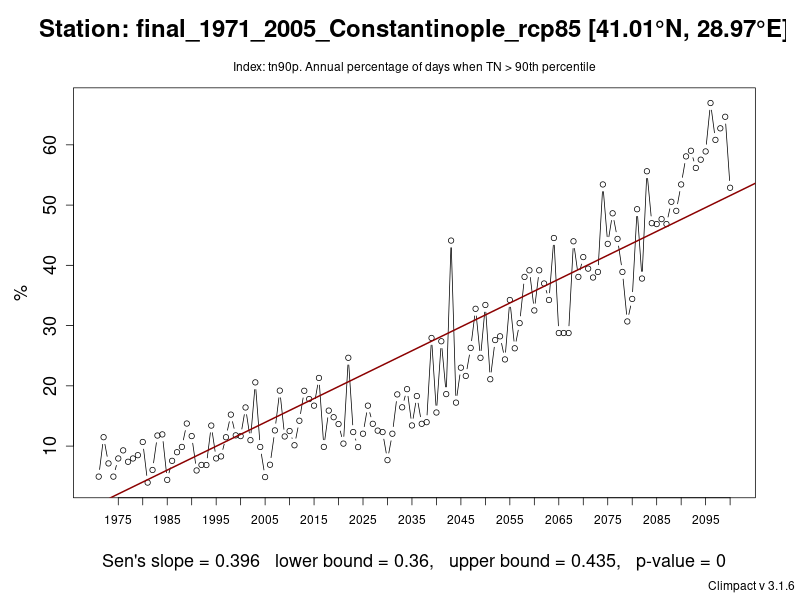 Station: final_1971_2005_Constantinople_rcp85 [41.01°N, 28.97°E]
Index: tn90p. Annual percentage of days when TN > 90th percentile
60
50
40
30
20
10
%
1975 1985 1995 2005 2015 2025 2035 2045 2055 2065 2075 2085 2095
Sen's slope = 0.396 lower bound = 0.36, upper bound = 0.435, p-value = 0
Climpact v 3.1.6